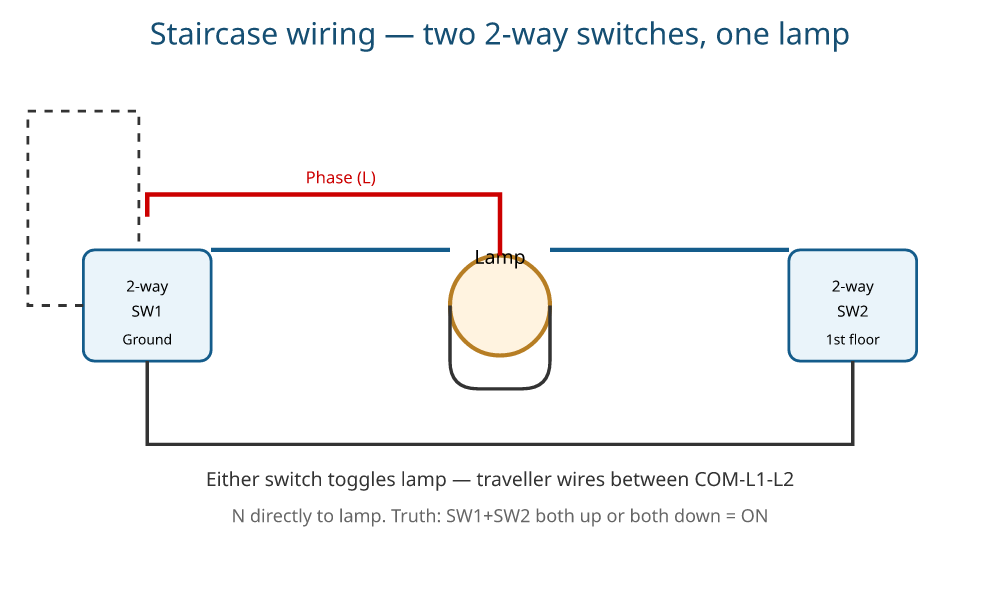 Staircase wiring — two 2-way switches, one lamp
Phase (L)
Lamp
2-way
SW1
Ground
2-way
SW2
1st floor
Either switch toggles lamp — traveller wires between COM-L1-L2
N directly to lamp. Truth: SW1+SW2 both up or both down = ON